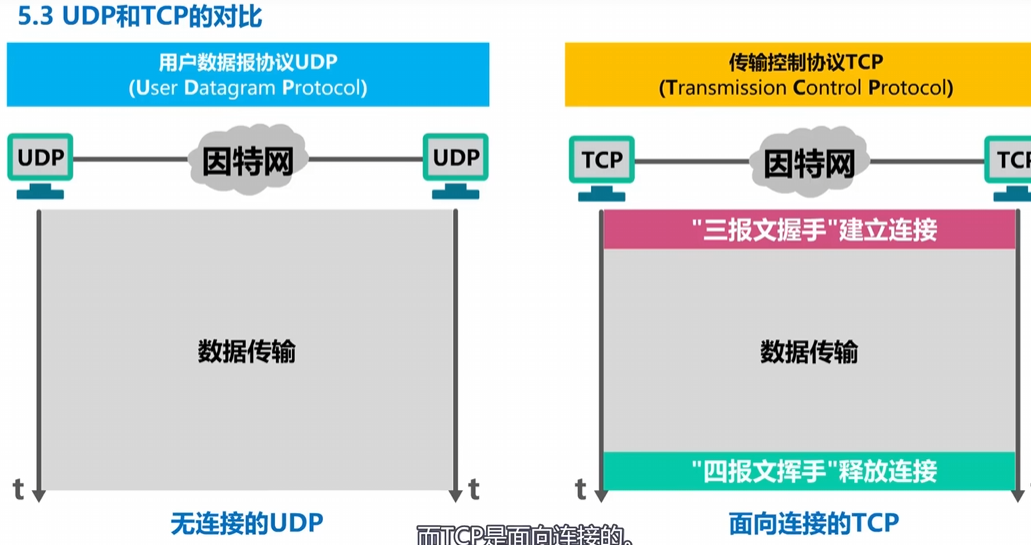 5.3 UDP和TCP的对比
用户数据报协议UDP
(User Datagram Protocol)
传输控制协议TCP
(Transmission Control Protocol)
UDP
因特网
UDP
TCP
因特网
TCP
"三报文握手"建立连接
数据传输
数据传输
"四报文挥手"释放连接
t
t
t
无连接的UDP
面向连接的TCP
而TCP是面向连接的。